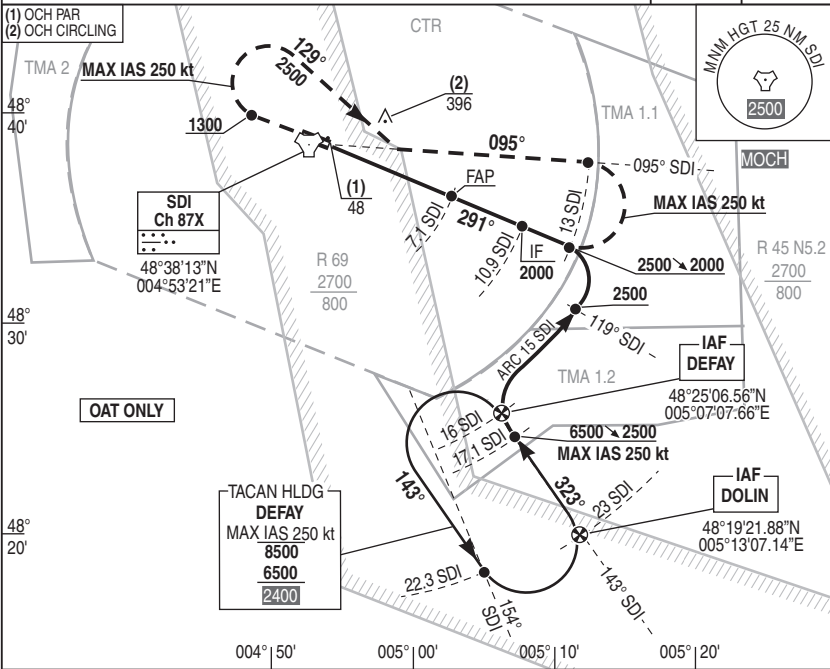 (1) OCH PAR
(2) OCH CIRCLING
CTR
TMA 2
MAX IAS 250 kt
129°
2500
(2)
396
MNM HGT 25 NM SDI
2500
48°
40'
1300
TMA 1.1
095°
095° SDI
MOCH
(1)
48
FAP
SDI
Ch 87X
48°38'13"N
004°53'21"E
7.1 SDI
291°
10.9 SDI
IF
2000
13 SDI
MAX IAS 250 kt
2500 ↘ 2000
R 69
2700
800
R 45 N5.2
2700
800
2500
48°
30'
119° SDI
ARC 15 SDI
IAF
DEFAY
48°25'06.56"N
005°07'07.66"E
TMA 1.2
OAT ONLY
16 SDI
17.1 SDI
6500 ↘ 2500
MAX IAS 250 kt
143°
323°
23 SDI
IAF
DOLIN
48°19'21.88"N
005°13'07.14"E
TACAN HLDG
DEFAY
MAX IAS 250 kt
8500
6500
2400
48°
20'
22.3 SDI
154°
SDI
143° SDI
004° 50'
005° 00'
005° 10'
005° 20'